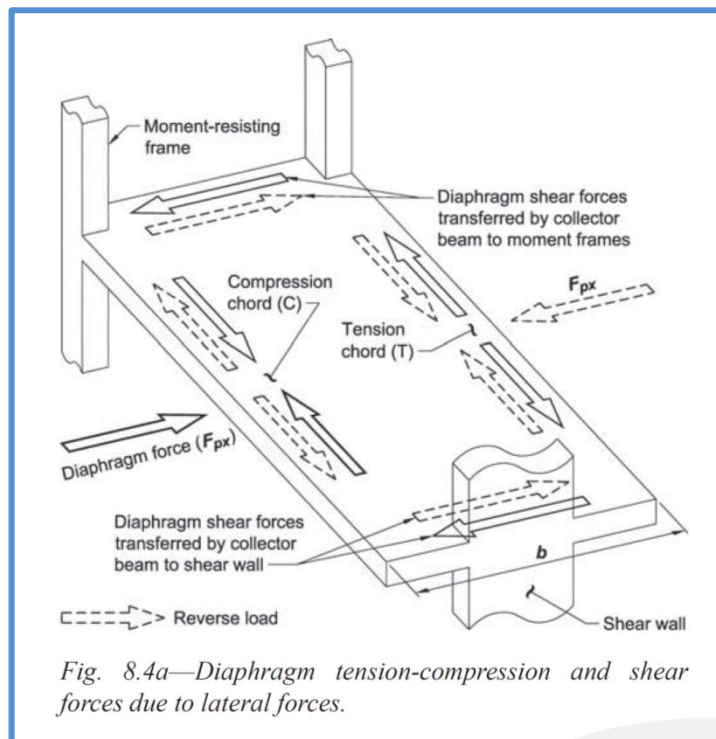 Moment-resisting
frame
Diaphragm shear forces
transferred by collector
beam to moment frames
Compression
chord (C)
Fpx
Tension
chord (T)
Diaphragm force (Fpx)
Diaphragm shear forces
transferred by collector
beam to shear wall
b
Reverse load
Shear wall
Fig. 8.4a—Diaphragm tension-compression and shear
forces due to lateral forces.